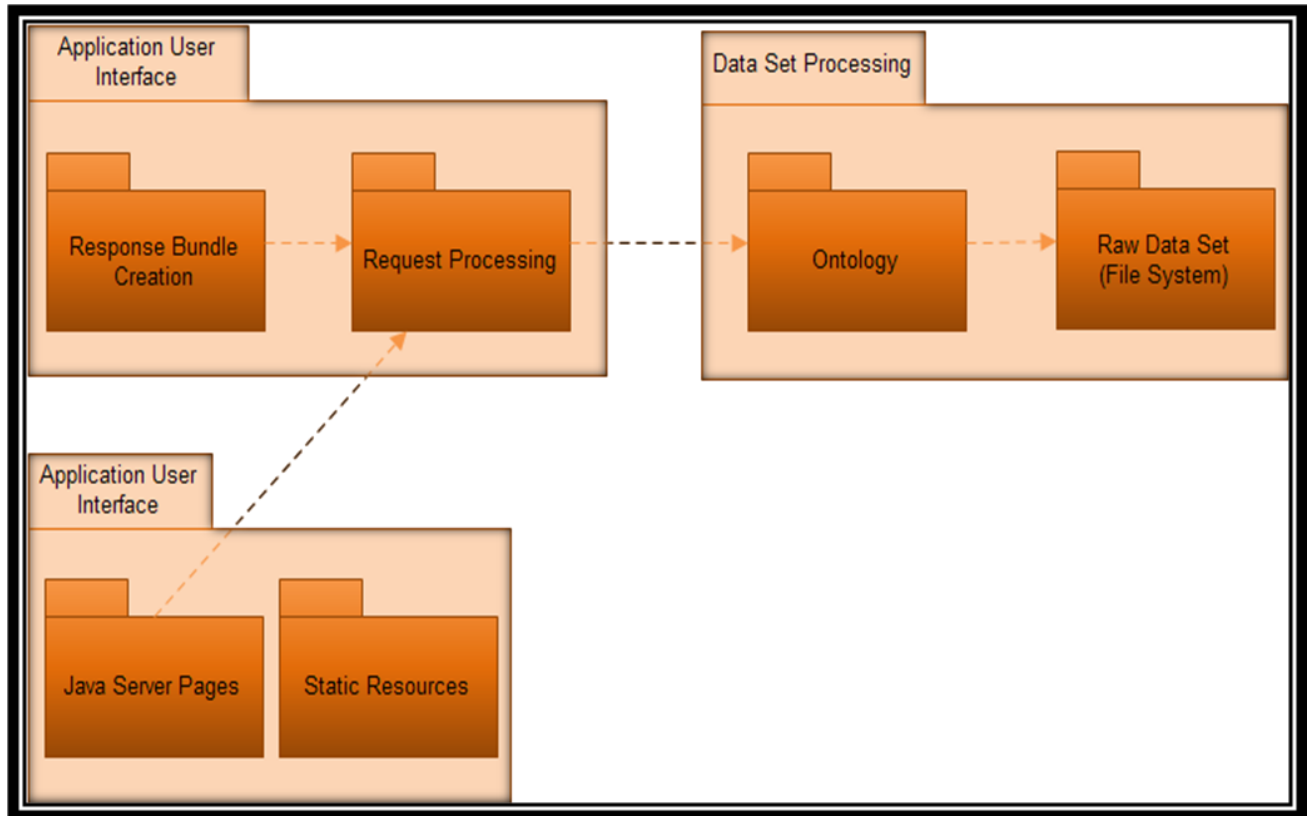 Application User
Interface
Data Set Processing
Response Bundle
Creation
Request Processing
Ontology
Raw Data Set
(File System)
Application User
Interface
Java Server Pages
Static Resources